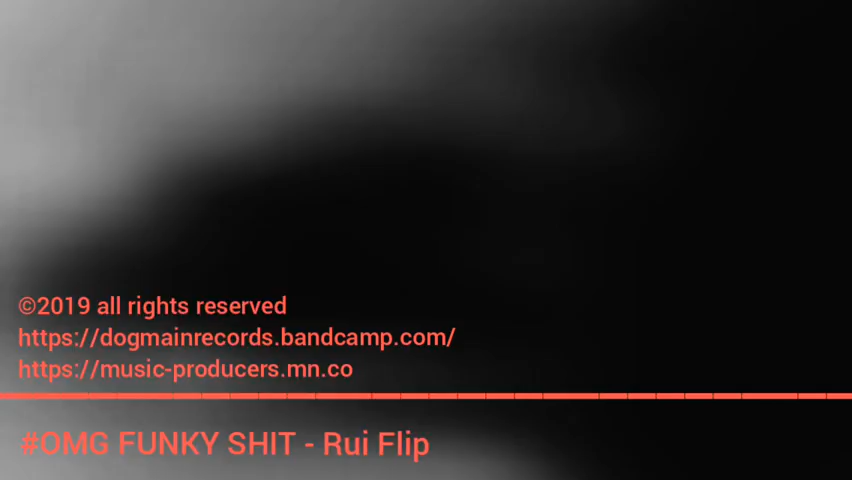 ©2019 all rights reserved
https://dogmainrecords.bandcamp.com/
https://music-producers.mn.co
#OMG FUNKY SHIT - Rui Flip